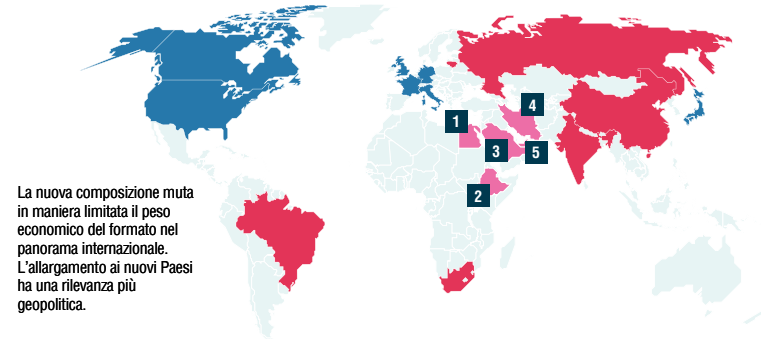 1
4
3
5
2
La nuova composizione muta
in maniera limitata il peso
economico del formato nel
panorama internazionale.
L’allargamento ai nuovi Paesi
ha una rilevanza più
geopolitica.